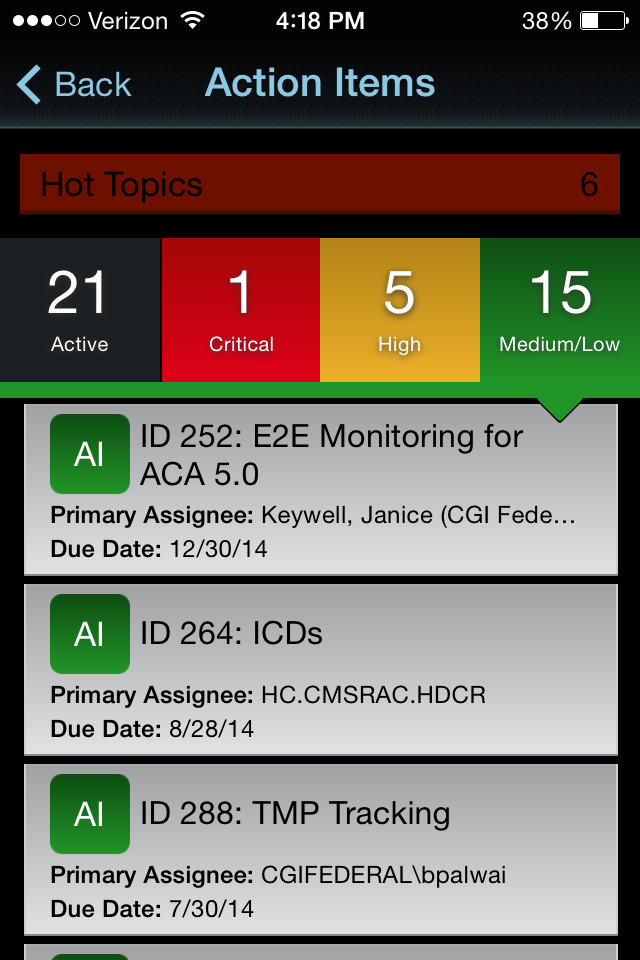 Verizon 4:18 PM 38%
Back Action Items
Hot Topics 6
21 1 5 15
Active Critical High Medium/Low
AI ID 252: E2E Monitoring for
ACA 5.0
Primary Assignee: Keywell, Janice (CGI Fede...
Due Date: 12/30/14
AI ID 264: ICDs
Primary Assignee: HC.CMSRAC.HDCR
Due Date: 8/28/14
AI ID 288: TMP Tracking
Primary Assignee: CGIFEDERAL\bpalwai
Due Date: 7/30/14